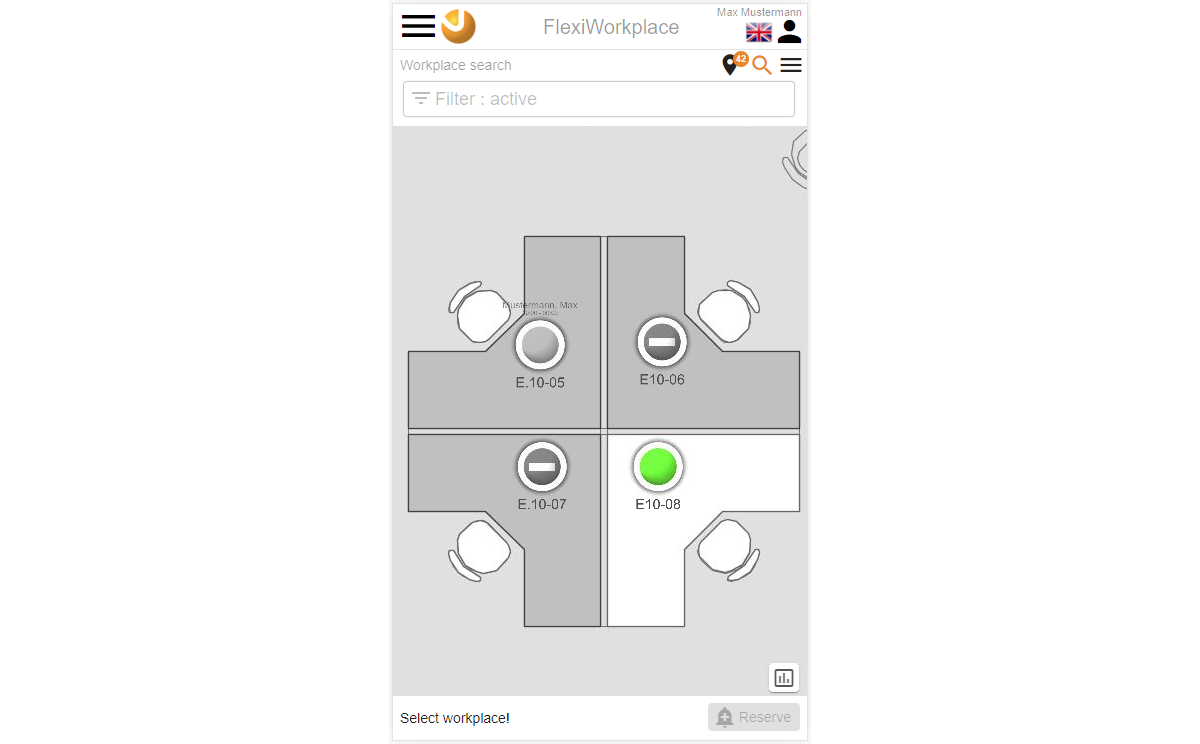 Max Mustermann
FlexiWorkplace
Workplace search
42
Filter : active
Mustermann, Max
E.10-05
E10-06
E.10-07
E10-08
Select workplace!
Reserve